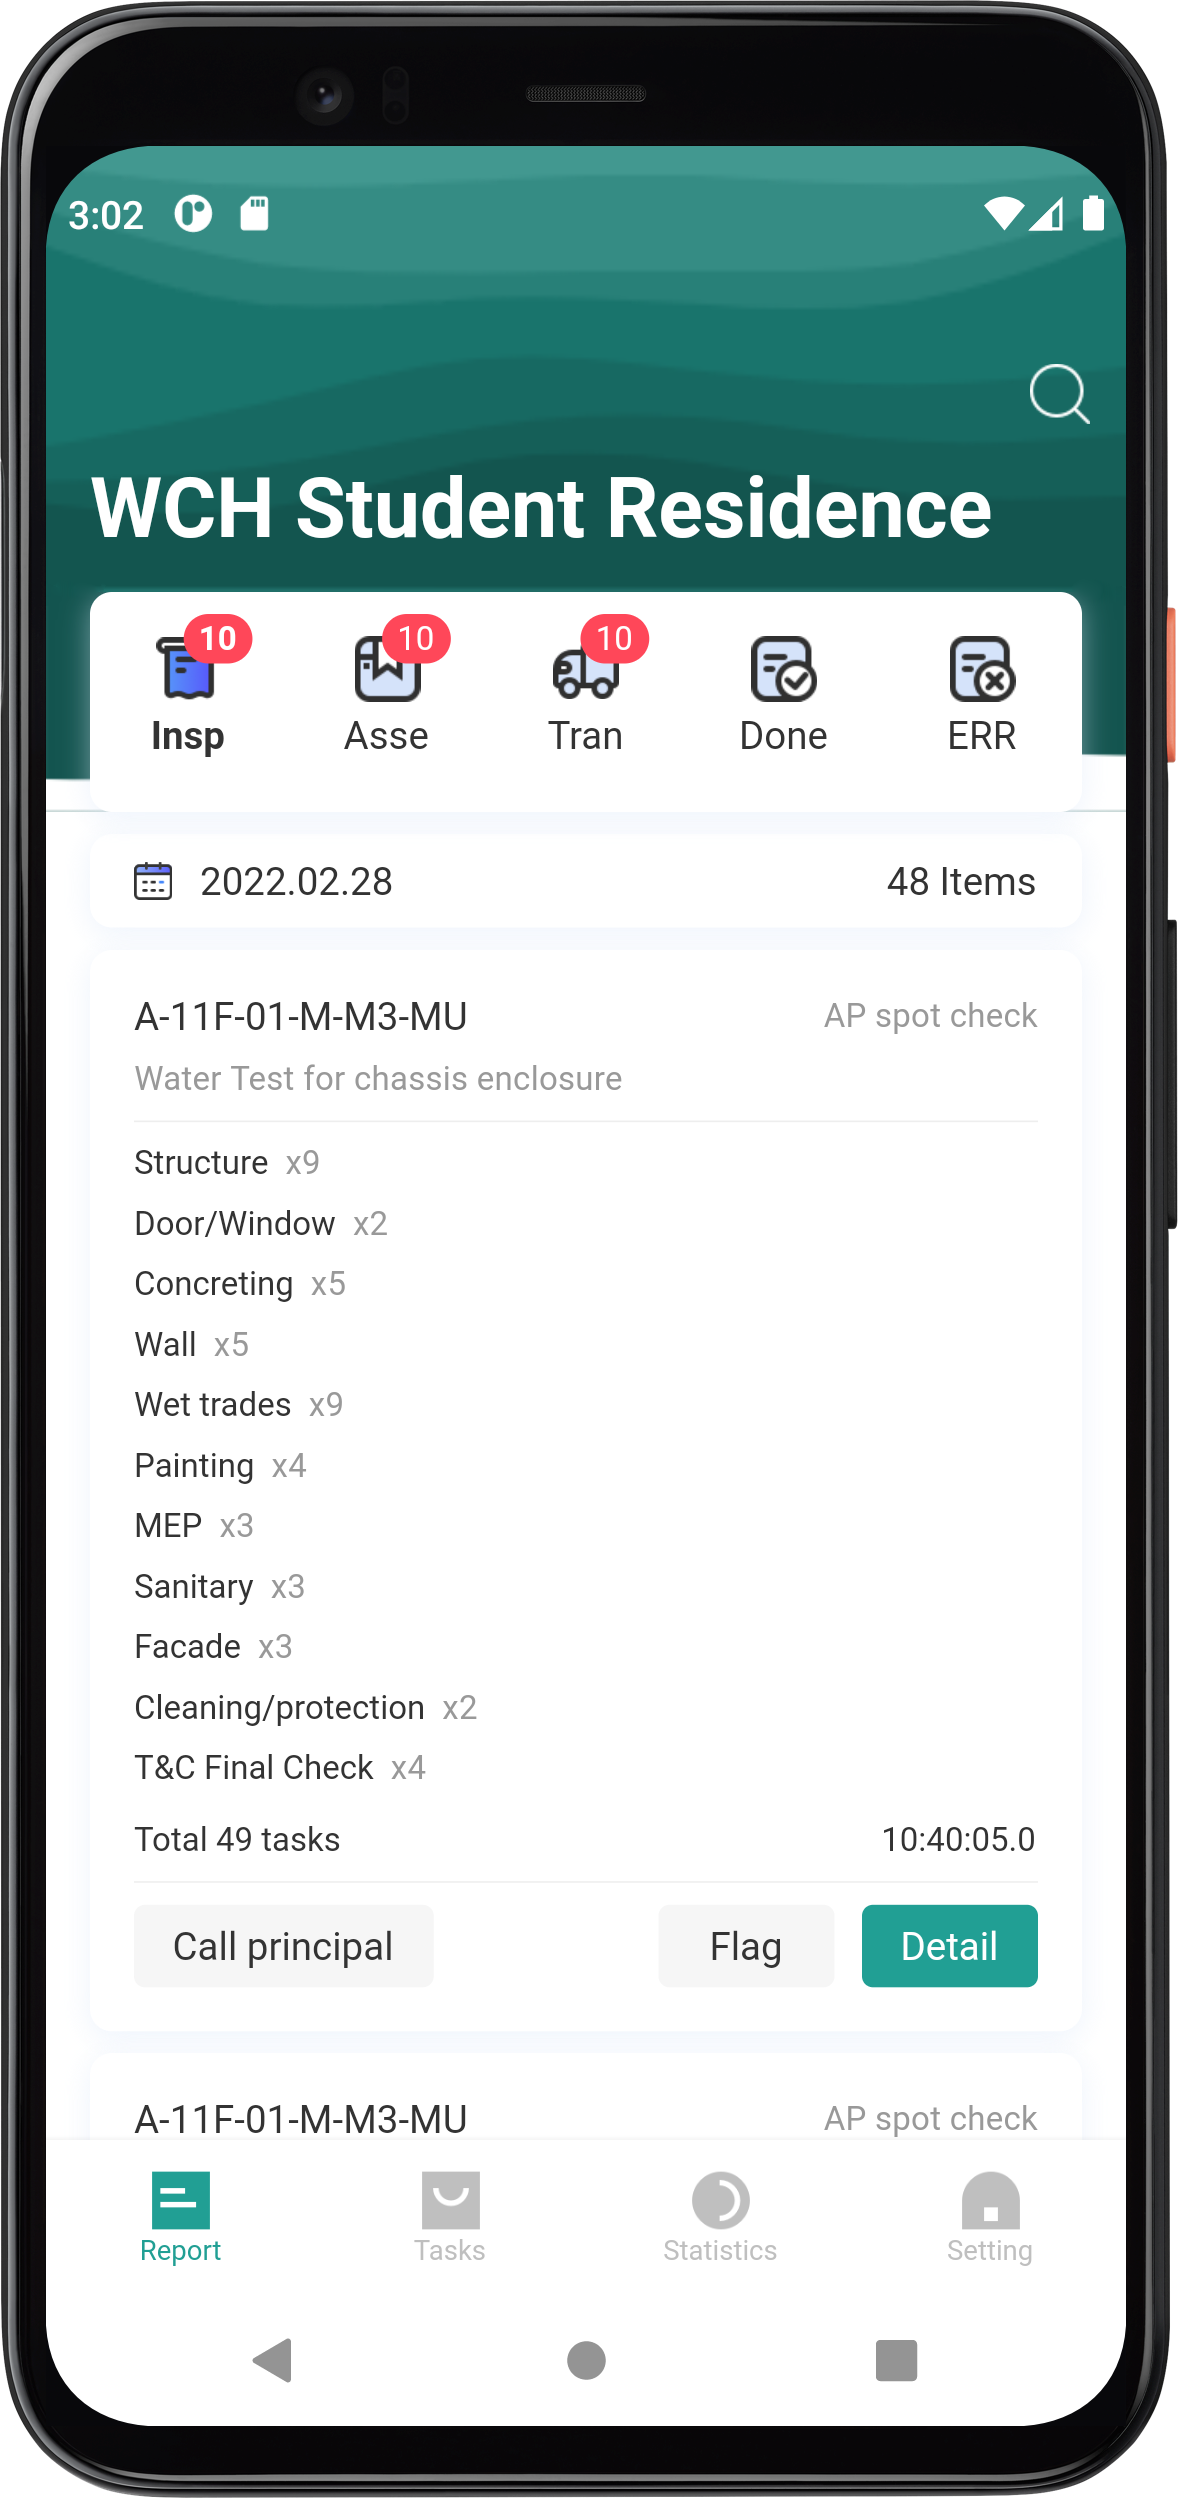 3:02
WCH Student Residence
10 10 10
Insp Asse Tran Done ERR
2022.02.28 48 Items
A-11F-01-M-M3-MU AP spot check
Water Test for chassis enclosure
Structure x9
Door/Window x2
Concreting x5
Wall x5
Wet trades x9
Painting x4
MEP x3
Sanitary x3
Facade x3
Cleaning/protection x2
T&C Final Check x4
Total 49 tasks 10:40:05.0
Call principal Flag Detail
A-11F-01-M-M3-MU AP spot check
Report Tasks Statistics Setting